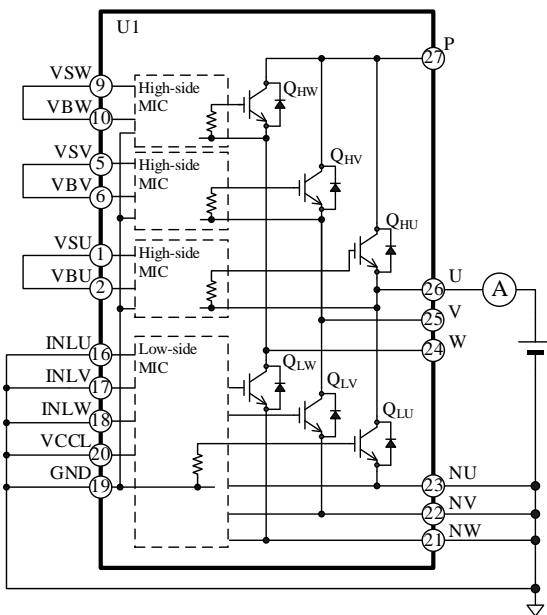 U1
P
27
VSW
9
High-side
MIC
QHW
VBW
10
VSV
5
High-side
MIC
QHV
VBV
6
VSU
1
High-side
MIC
QHU
VBU
2
U
26
A
V
25
W
24
INLU
16
Low-side
MIC
QLW
INLV
17
QLV
INLW
18
QLU
VCCL
20
GND
19
NU
23
NV
22
NW
21